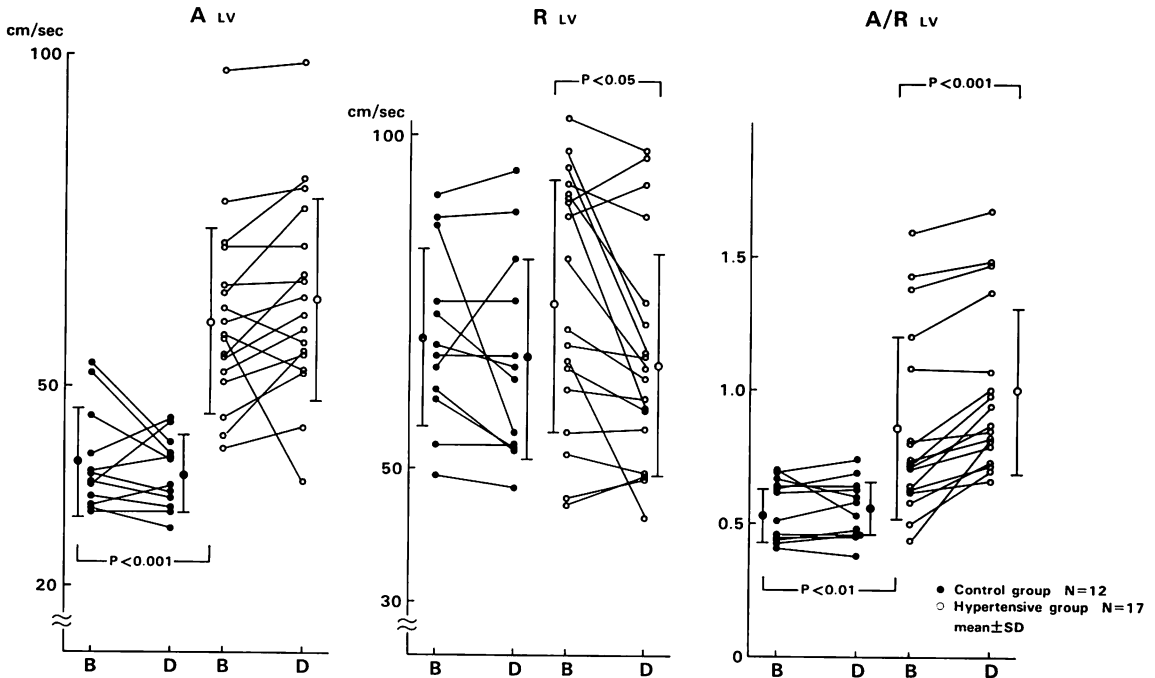 A LV
cm/sec
100
50
20
P<0.001
B D B D
R LV
cm/sec
100
50
30
P<0.05
B D B D
A/R LV
P<0.001
1.5
1.0
0.5
0
P<0.01
B D B D
● Control group N=12
○ Hypertensive group N=17
mean±SD